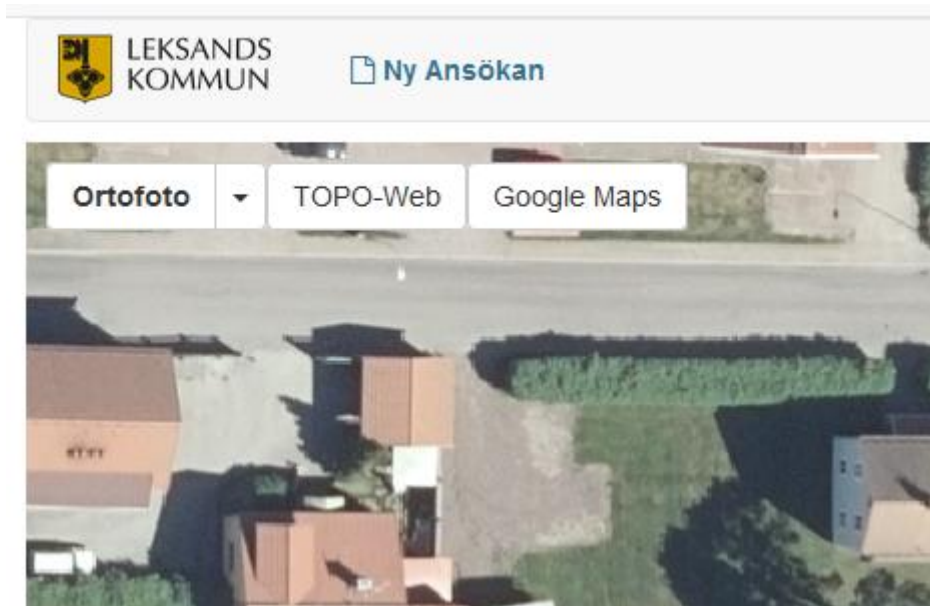 LEKSANDS
KOMMUN
Ny Ansökan
Ortofoto
TOPO-Web
Google Maps